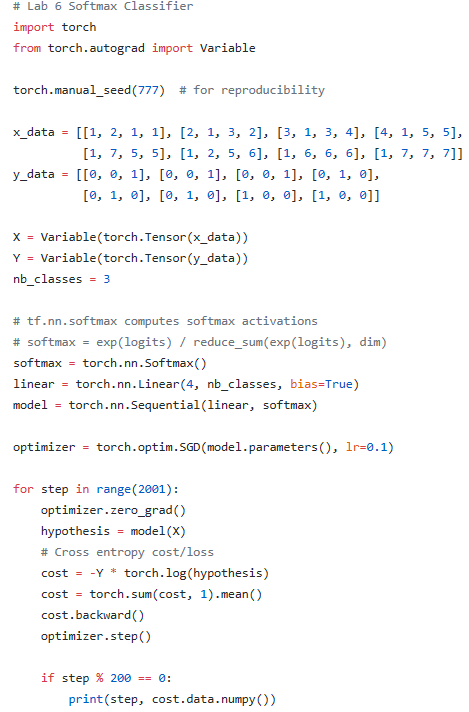 # Lab 6 Softmax Classifier
import torch
from torch.autograd import Variable

torch.manual_seed(777)  # for reproducibility

x_data = [[1, 2, 1, 1], [2, 1, 3, 2], [3, 1, 3, 4], [4, 1, 5, 5],
          [1, 7, 5, 5], [1, 2, 5, 6], [1, 6, 6, 6], [1, 7, 7, 7]]
y_data = [[0, 0, 1], [0, 0, 1], [0, 0, 1], [0, 1, 0],
          [0, 1, 0], [0, 1, 0], [1, 0, 0], [1, 0, 0]]

X = Variable(torch.Tensor(x_data))
Y = Variable(torch.Tensor(y_data))
nb_classes = 3

# tf.nn.softmax computes softmax activations
# softmax = exp(logits) / reduce_sum(exp(logits), dim)
softmax = torch.nn.Softmax()
linear = torch.nn.Linear(4, nb_classes, bias=True)
model = torch.nn.Sequential(linear, softmax)

optimizer = torch.optim.SGD(model.parameters(), lr=0.1)

for step in range(2001):
    optimizer.zero_grad()
    hypothesis = model(X)
    # Cross entropy cost/loss
    cost = -Y * torch.log(hypothesis)
    cost = torch.sum(cost, 1).mean()
    cost.backward()
    optimizer.step()

    if step % 200 == 0:
        print(step, cost.data.numpy())